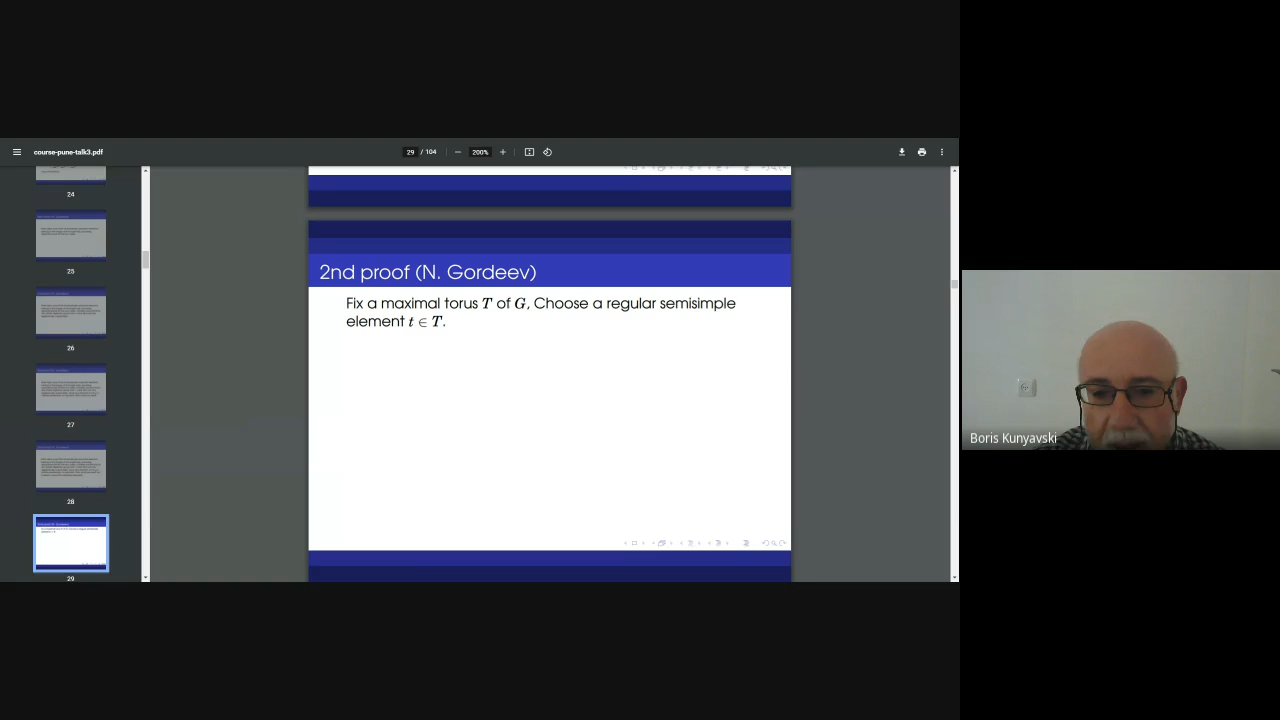 course-pune-talk3.pdf
29 / 104
200%
24
25
26
27
28
29
2nd proof (N. Gordeev)
Fix a maximal torus T of G, Choose a regular semisimple
element t ∈ T.
Boris Kunyavski